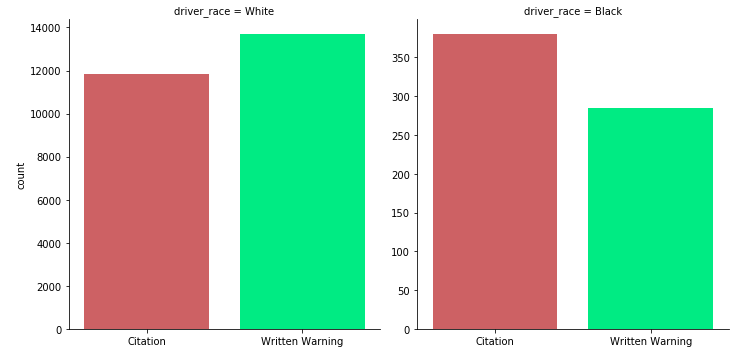 driver_race = White
driver_race = Black
count
14000
12000
10000
8000
6000
4000
2000
0
Citation
Written Warning
350
300
250
200
150
100
50
0
Citation
Written Warning